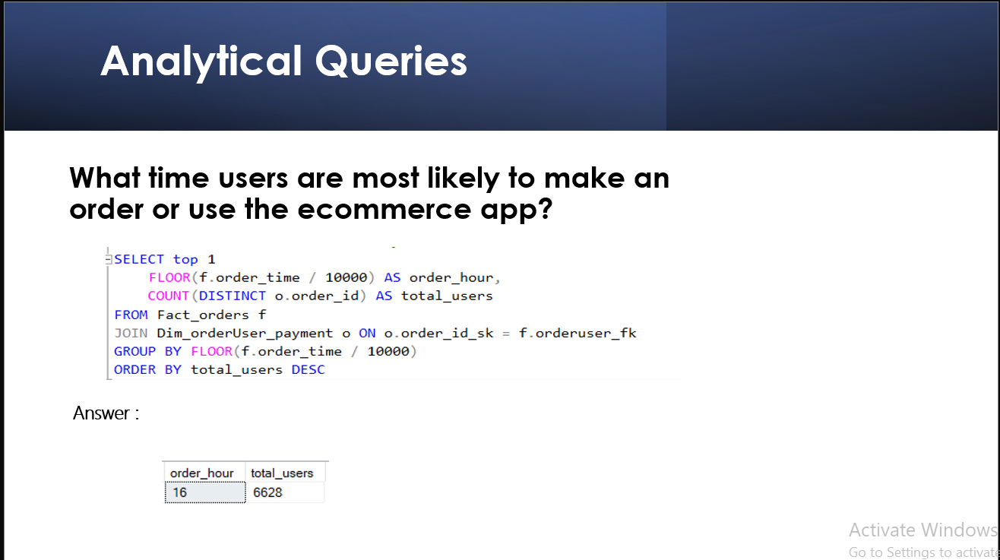 Analytical Queries
What time users are most likely to make an
order or use the ecommerce app?
SELECT top 1
FLOOR(f.order_time / 10000) AS order_hour,
COUNT(DISTINCT o.order_id) AS total_users
FROM Fact_orders f
JOIN Dim_orderUser_payment o ON o.order_id_sk = f.orderuser_fk
GROUP BY FLOOR(f.order_time / 10000)
ORDER BY total_users DESC
Answer :
order_hour total_users
16 6628
Activate Windows
Go to Settings to activate